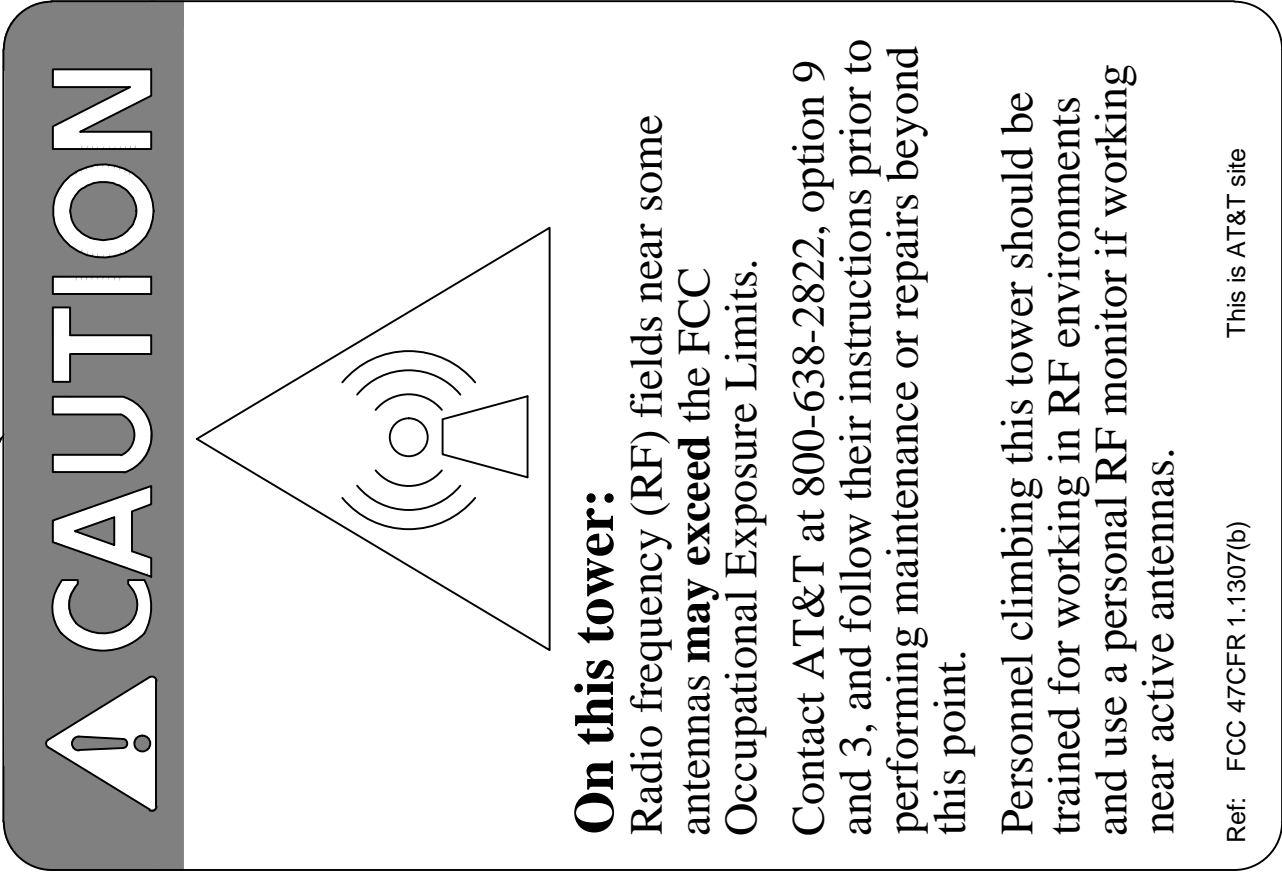 CAUTION
On this tower:
Radio frequency (RF) fields near some
antennas may exceed the FCC
Occupational Exposure Limits.
Contact AT&T at 800-638-2822, option 9
and 3, and follow their instructions prior to
performing maintenance or repairs beyond
this point.
Personnel climbing this tower should be
trained for working in RF environments
and use a personal RF monitor if working
near active antennas.
Ref: FCC 47CFR 1.1307(b) This is AT&T site